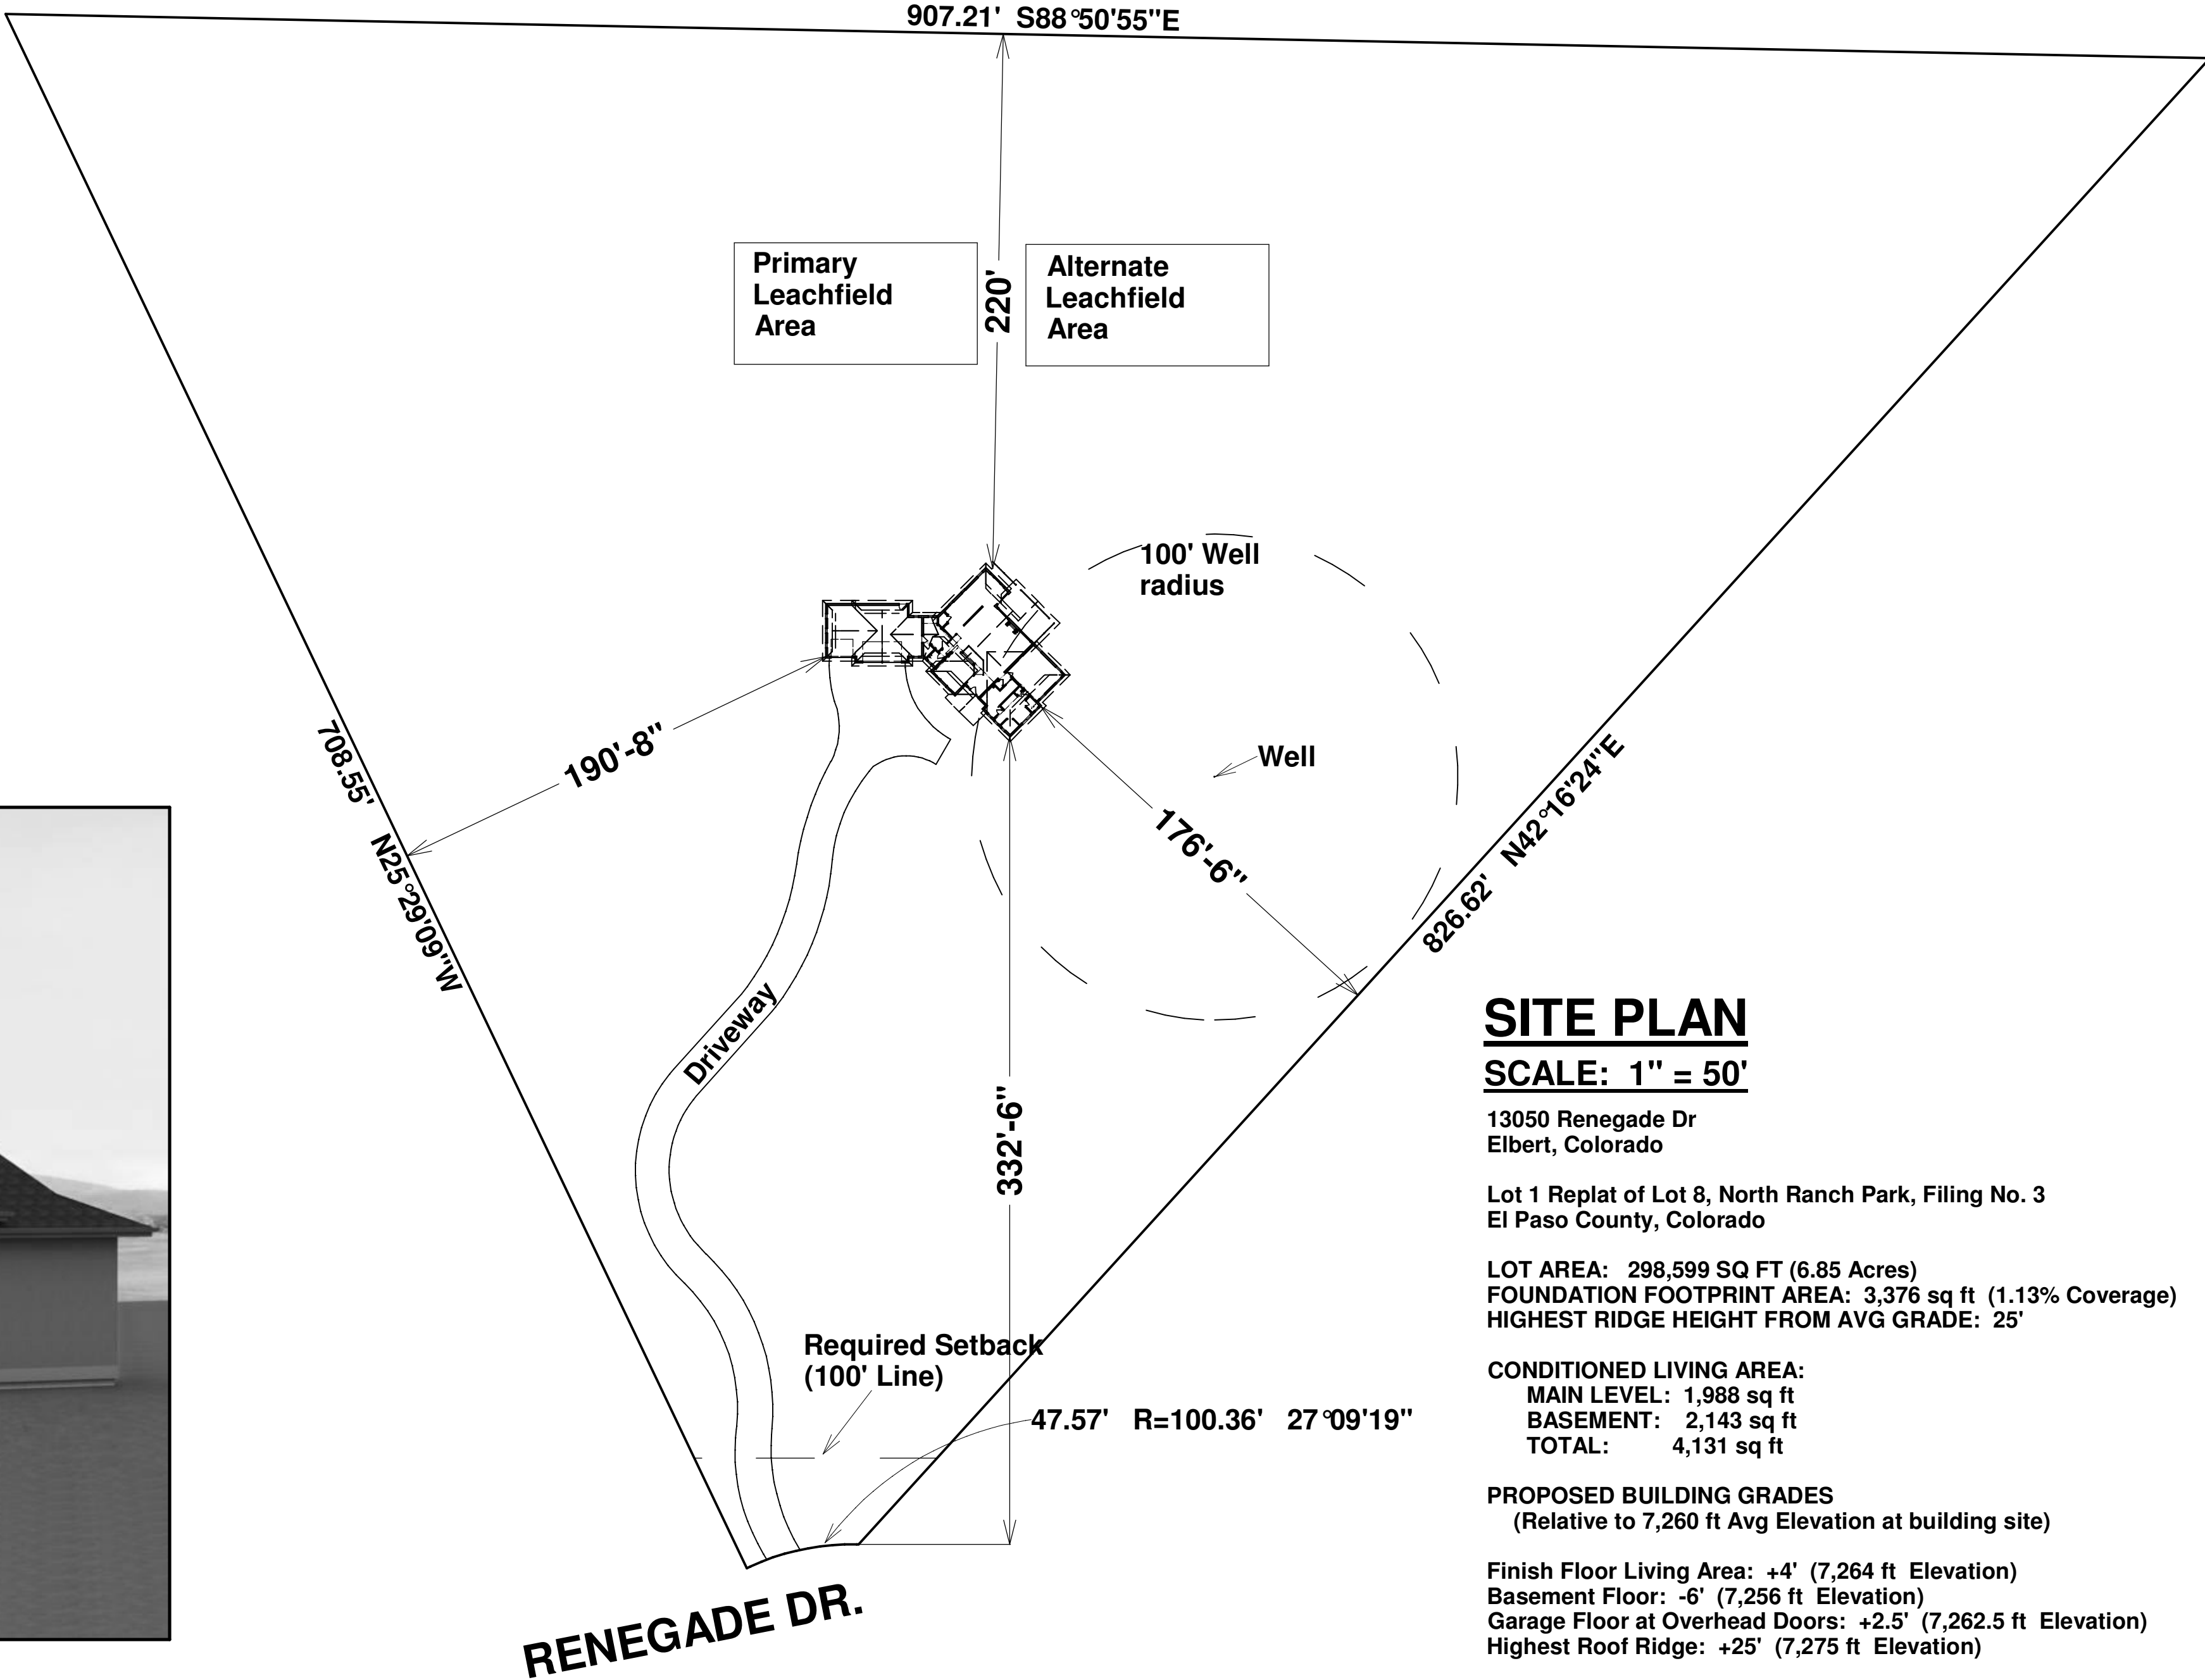 907.21' S88°50'55"E
Primary
Leachfield
Area
220'
Alternate
Leachfield
Area
100' Well
radius
190'-8"
708.55' N25°29'09"W
Well
176'-6"
826.62' N42°16'24"E
Driveway
332'-6"
Required Setback
(100' Line)
47.57' R=100.36' 27°09'19"
RENEGADE DR.
SITE PLAN
SCALE: 1" = 50'
13050 Renegade Dr
Elbert, Colorado
Lot 1 Replat of Lot 8, North Ranch Park, Filing No. 3
El Paso County, Colorado
LOT AREA: 298,599 SQ FT (6.85 Acres)
FOUNDATION FOOTPRINT AREA: 3,376 sq ft (1.13% Coverage)
HIGHEST RIDGE HEIGHT FROM AVG GRADE: 25'
CONDITIONED LIVING AREA:
MAIN LEVEL: 1,988 sq ft
BASEMENT: 2,143 sq ft
TOTAL: 4,131 sq ft
PROPOSED BUILDING GRADES
(Relative to 7,260 ft Avg Elevation at building site)
Finish Floor Living Area: +4' (7,264 ft Elevation)
Basement Floor: -6' (7,256 ft Elevation)
Garage Floor at Overhead Doors: +2.5' (7,262.5 ft Elevation)
Highest Roof Ridge: +25' (7,275 ft Elevation)